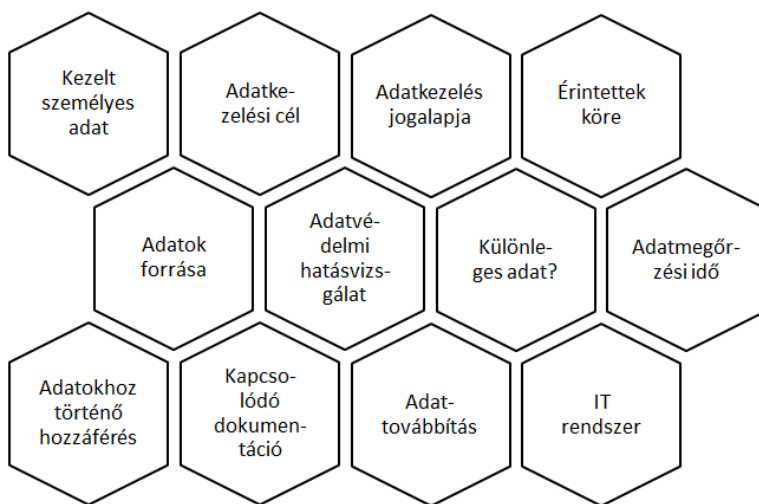 Kezelt
személyes
adat
Adatke-
zelési cél
Adatkezelés
jogalapja
Érintettek
köre
Adatok
forrása
Adatvé-
delmi
hatásvizs-
gálat
Különle-
ges adat?
Adatmegőr-
zési idő
Adatokhoz
történő
hozzáférés
Kapcso-
lódó
dokumen-
táció
Adat-
továbbítás
IT
rendszer